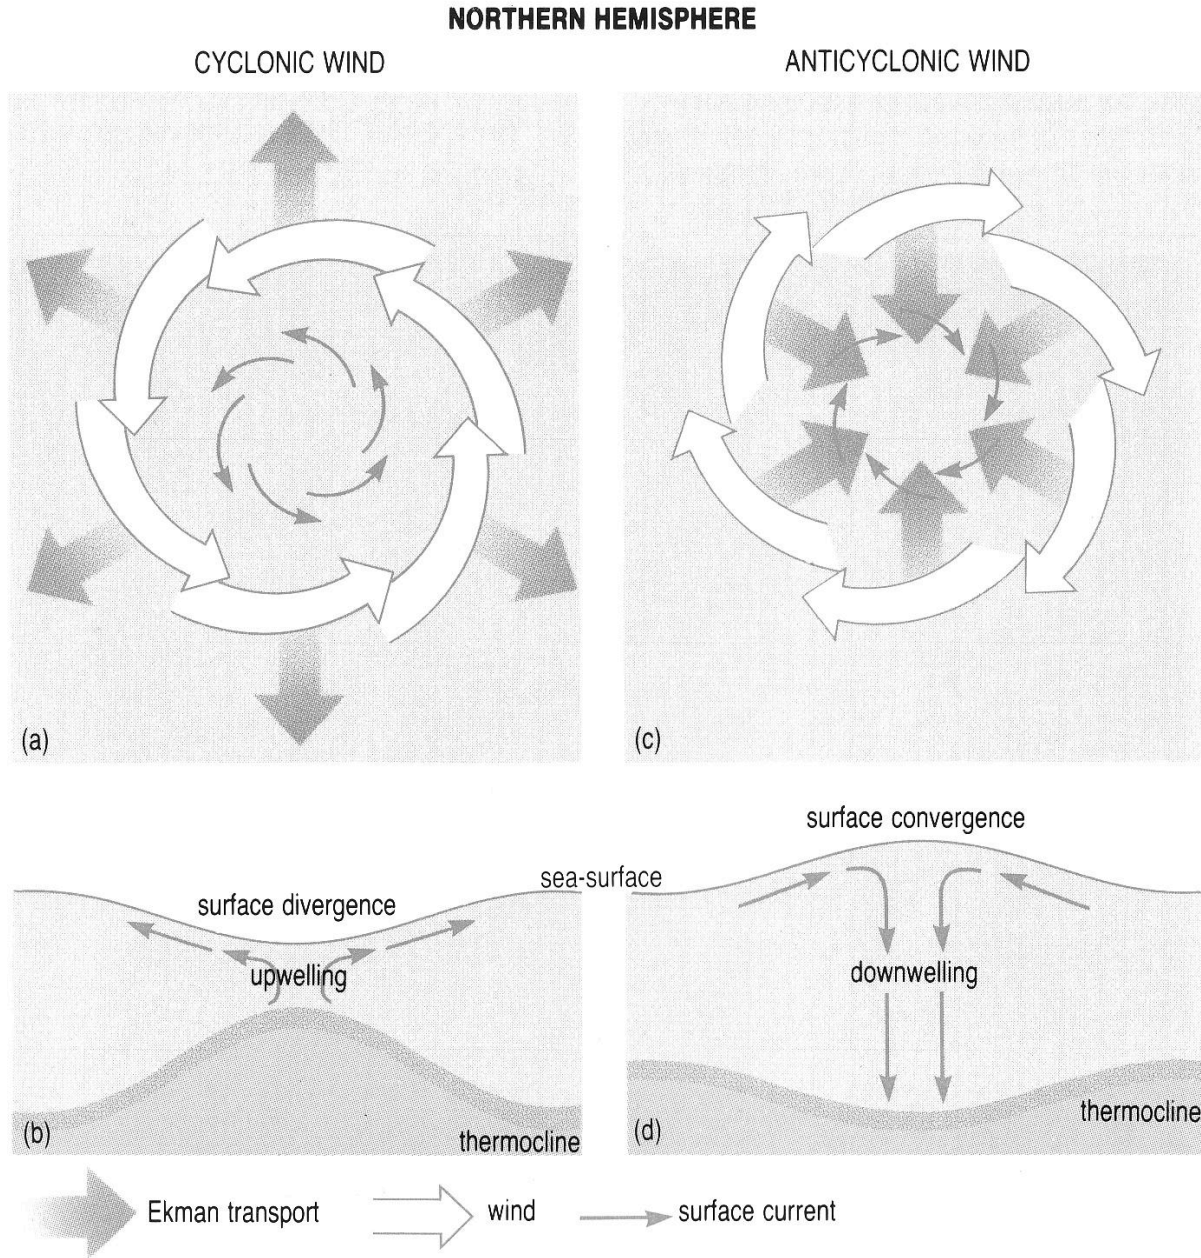 NORTHERN HEMISPHERE
CYCLONIC WIND
ANTICYCLONIC WIND
(a)
(c)
surface convergence
sea-surface
surface divergence
upwelling
downwelling
(b)
thermocline
(d)
thermocline
Ekman transport
wind
surface current